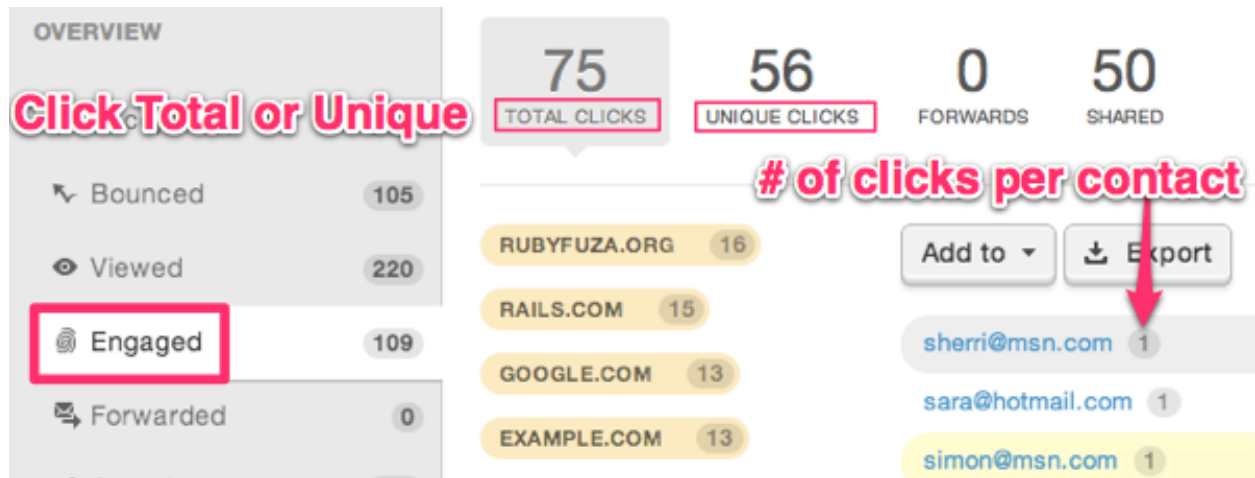 OVERVIEW
Click Total or Unique
75
TOTAL CLICKS
56
UNIQUE CLICKS
0
FORWARDS
50
SHARED
# of clicks per contact
Bounced 105
Viewed 220
Engaged 109
Forwarded 0
RUBYFUZA.ORG 16
RAILS.COM 15
GOOGLE.COM 13
EXAMPLE.COM 13
Add to
Export
sherri@msn.com 1
sara@hotmail.com 1
simon@msn.com 1